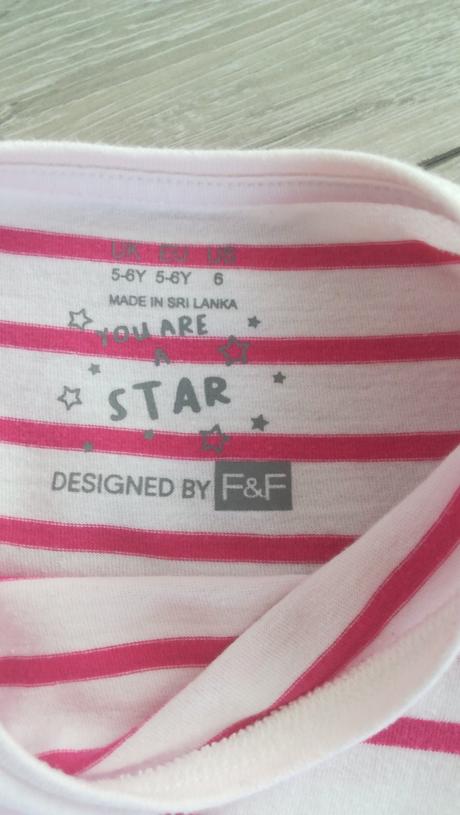 UK EU US
5-6Y 5-6Y 6
MADE IN SRI LANKA
YOU ARE
A
STAR
DESIGNED BY F&F